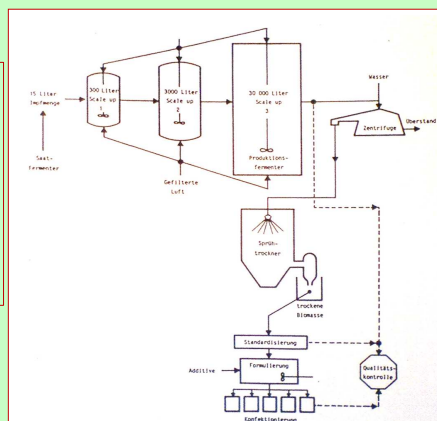 15 Liter
Impfmenge
Saat-
fermenter
300 Liter
Scale up
1
3000 Liter
Scale up
2
30 000 Liter
Scale up
3
Produktions-
fermenter
Gefilterte
Luft
Wasser
Zentrifuge
Überstand
Sprüh-
trockner
trockene
Biomasse
Standardisierung
Additive
Formulierung
Qualitäts-
kontrolle
Konfektionierung